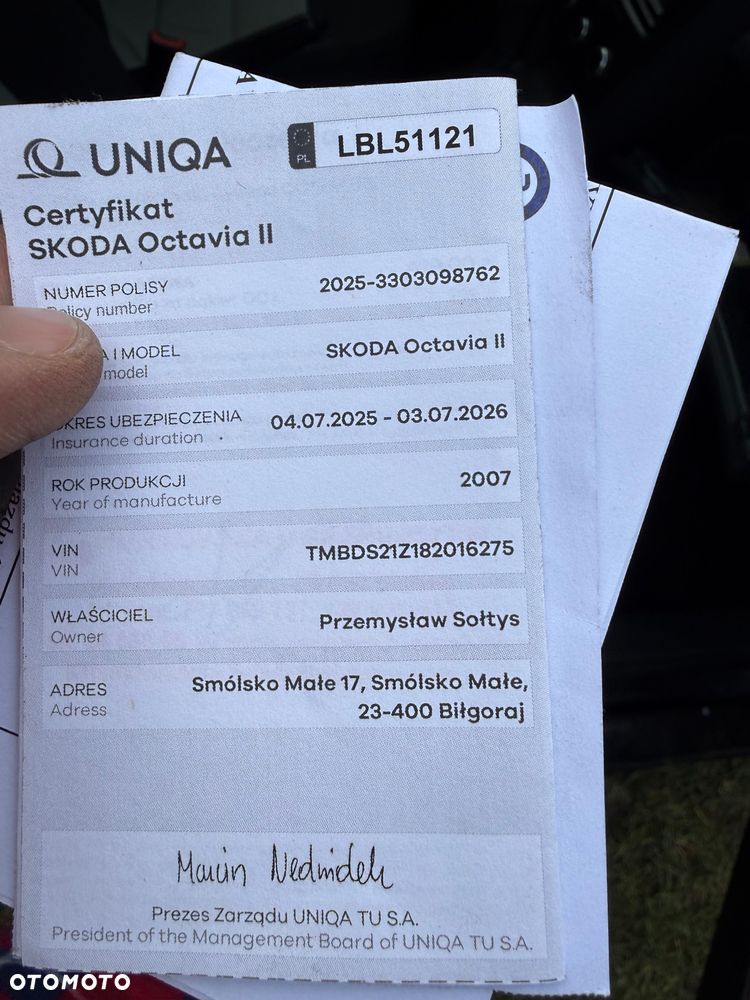 UNIQA
PL
LBL51121
Certyfikat
SKODA Octavia II
NUMER POLISY
2025-3303098762
Policy number
I MODEL
SKODA Octavia II
model
OKRES UBEZPIECZENIA
04.07.2025 - 03.07.2026
Insurance duration
ROK PRODUKCJI
2007
Year of manufacture
VIN
TMBDS21Z182016275
VIN
WŁAŚCICIEL
Przemysław Sołtys
Owner
ADRES
Smólsko Małe 17, Smólsko Małe,
Adress
23-400 Biłgoraj
Prezes Zarządu UNIQA TU S.A.
President of the Management Board of UNIQA TU S.A.
OTOMOTO